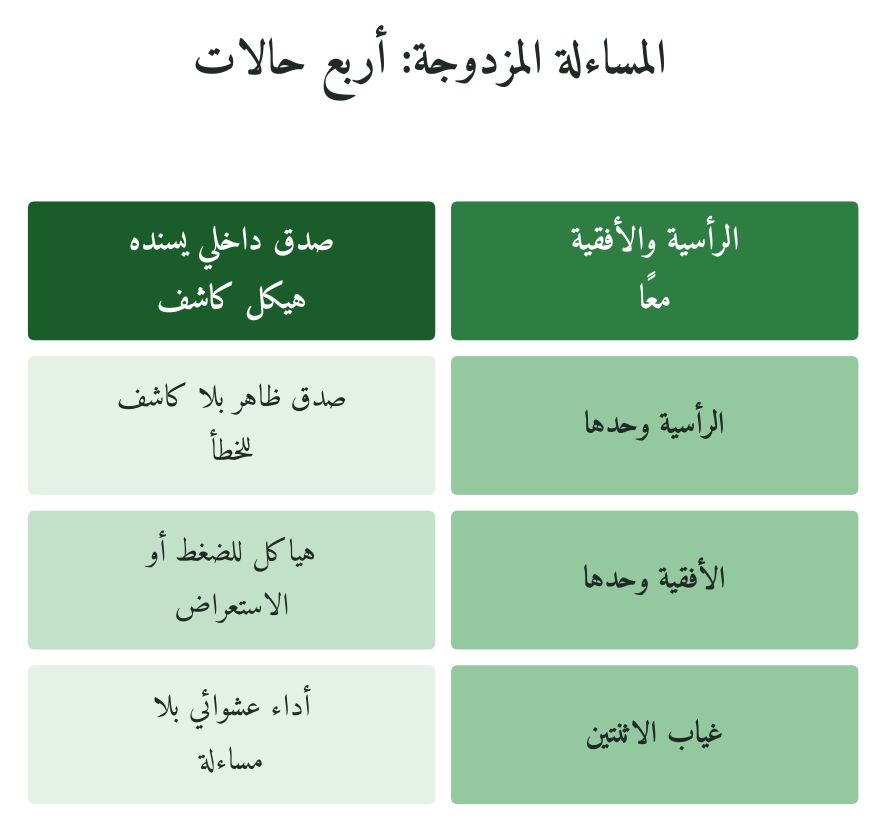 المساءلة المزدوجة: أربع حالات
الرأسية والأفقية
معًا
صدق داخلي يسنده
هيكل كاشف
الرأسية وحدها
صدق ظاهر بلا كاشف
للخطأ
الأفقية وحدها
هياكل للضغط أو
الاستعراض
غياب الاثنتين
أداء عشوائي بلا
مساءلة